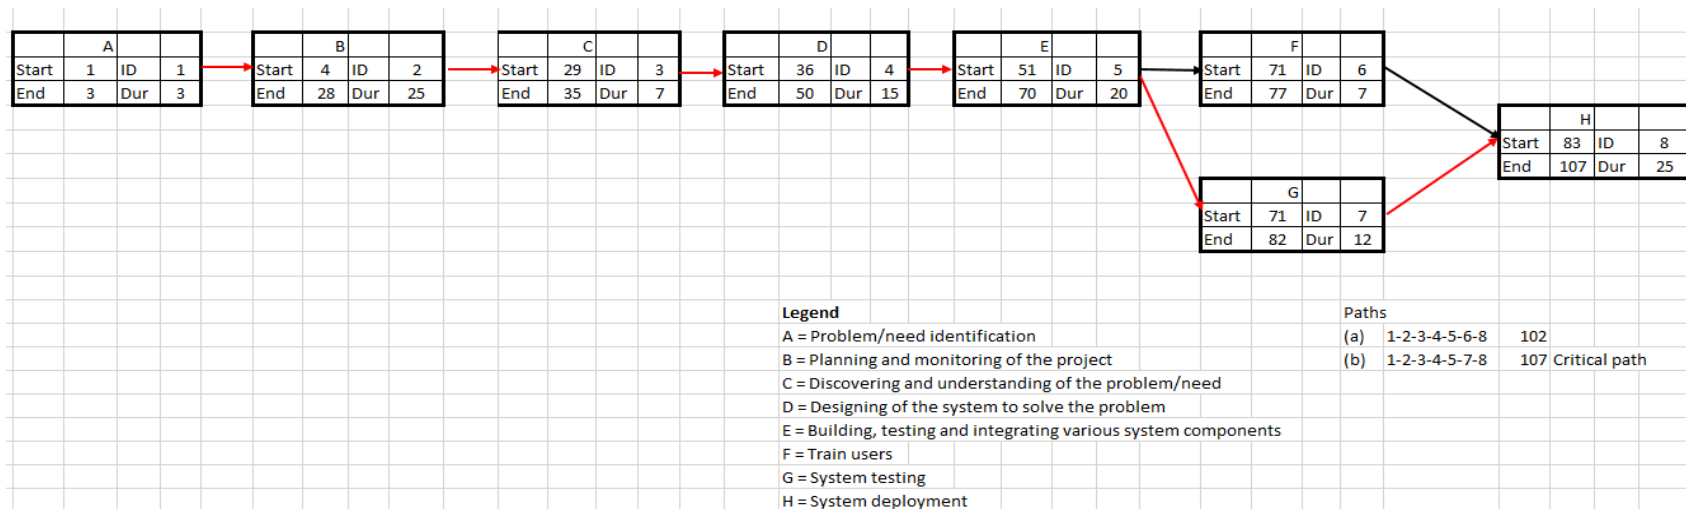 A
Start 1 ID 1
End 3 Dur 3
B
Start 4 ID 2
End 28 Dur 25
C
Start 29 ID 3
End 35 Dur 7
D
Start 36 ID 4
End 50 Dur 15
E
Start 51 ID 5
End 70 Dur 20
F
Start 71 ID 6
End 77 Dur 7
G
Start 71 ID 7
End 82 Dur 12
H
Start 83 ID 8
End 107 Dur 25
Legend
A = Problem/need identification
B = Planning and monitoring of the project
C = Discovering and understanding of the problem/need
D = Designing of the system to solve the problem
E = Building, testing and integrating various system components
F = Train users
G = System testing
H = System deployment
Paths
(a) 1-2-3-4-5-6-8 102
(b) 1-2-3-4-5-7-8 107 Critical path